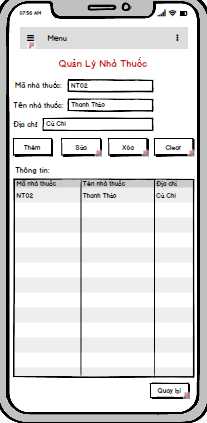 07:56 AM
Menu
Quản Lý Nhà Thuốc
Mã nhà thuốc: NT02
Tên nhà thuốc: Thanh Thảo
Địa chỉ: Củ Chi
Thêm Sửa Xóa Clear
Thông tin:
Mã nhà thuốc Tên nhà thuốc Địa chỉ
NT02 Thanh Thảo Củ Chi
Quay lại